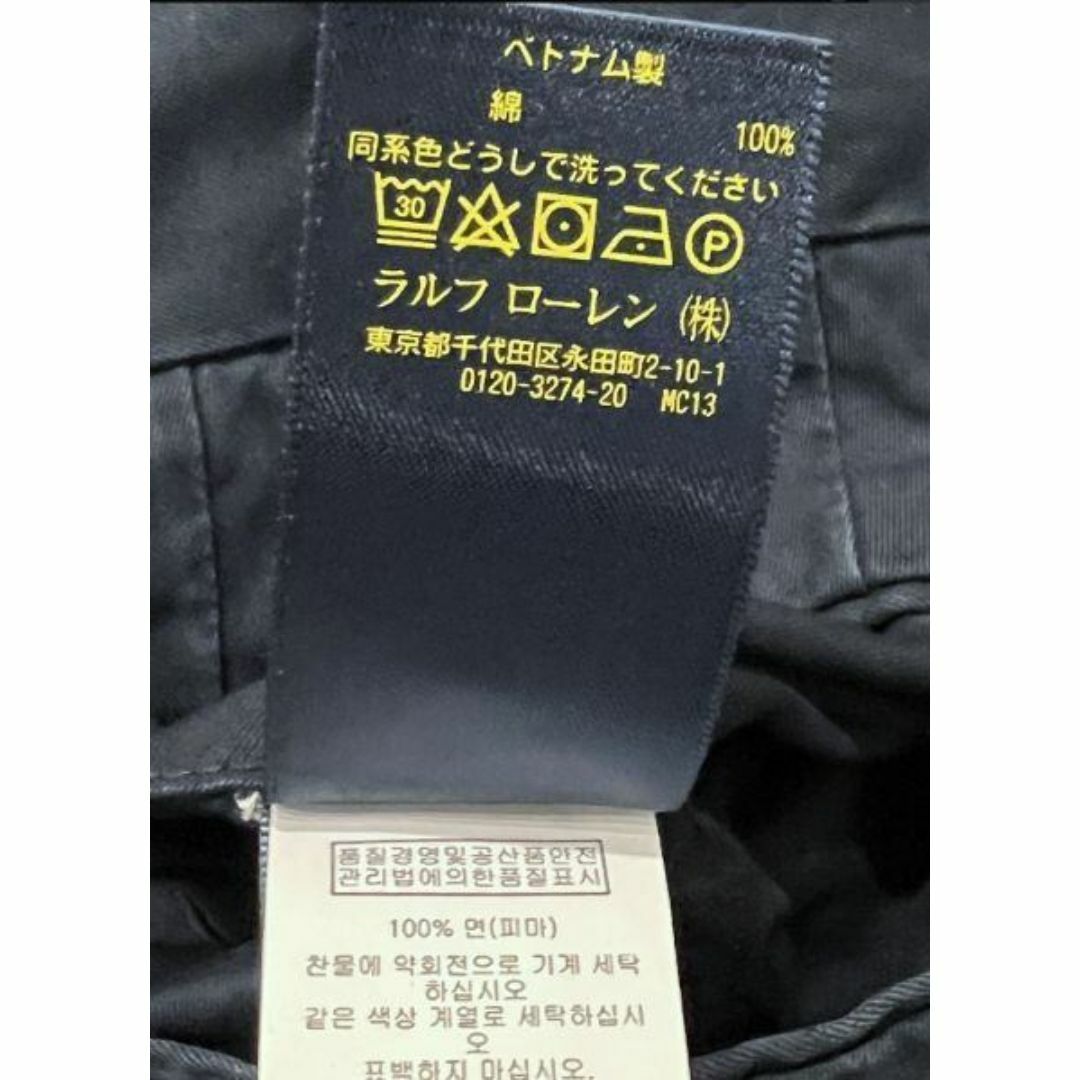 ベトナム製
綿 100%
同系色どうしで洗ってください
30 P
ラルフ ローレン (株)
東京都千代田区永田町2-10-1
0120-3274-20 MC13
품질경영및공산품안전
관리법에의한품질표시
100% 면(피마)
찬물에 약회전으로 기계 세탁
하십시오
같은 색상 계열로 세탁하십시
오
표백하지 마십시오.